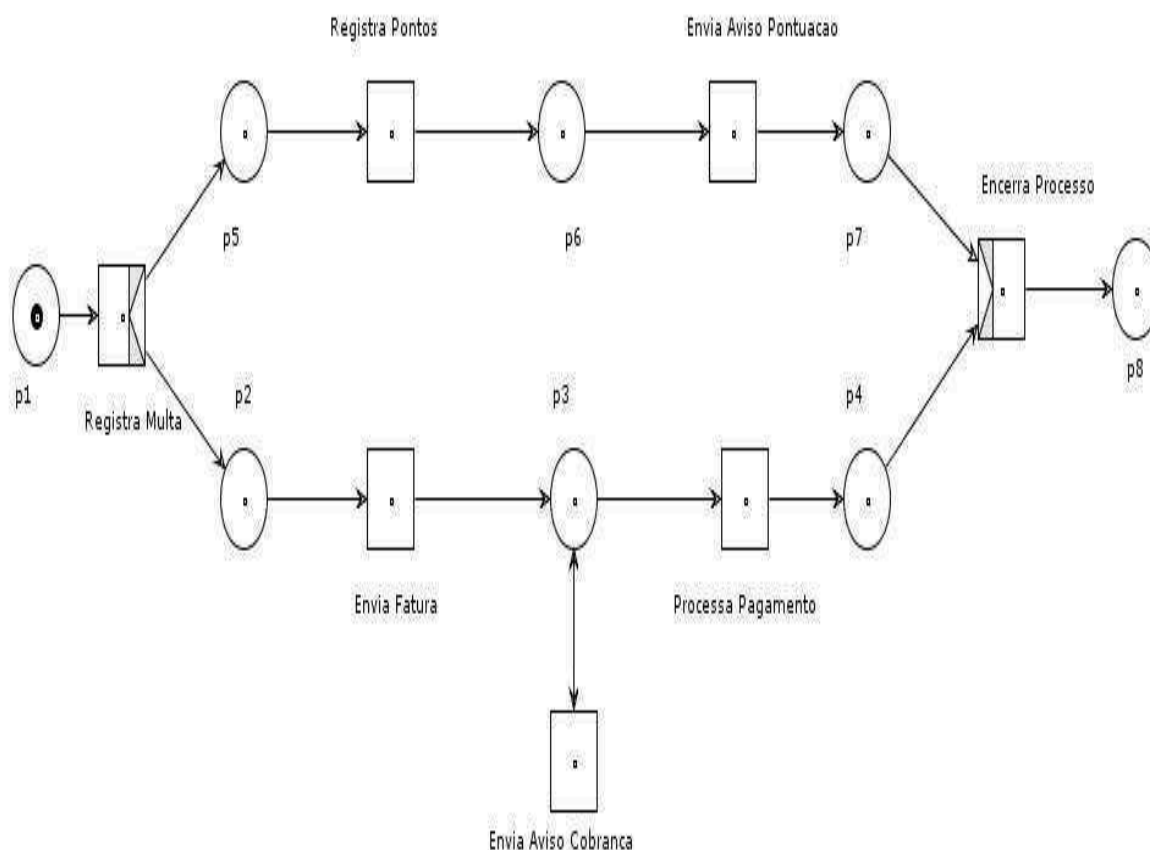 Registra Pontos
Envia Aviso Pontuacao
Encerra Processo
p5
p6
p7
p1
p2
p3
p4
p8
Registra Multa
Envia Fatura
Processa Pagamento
Envia Aviso Cobranca